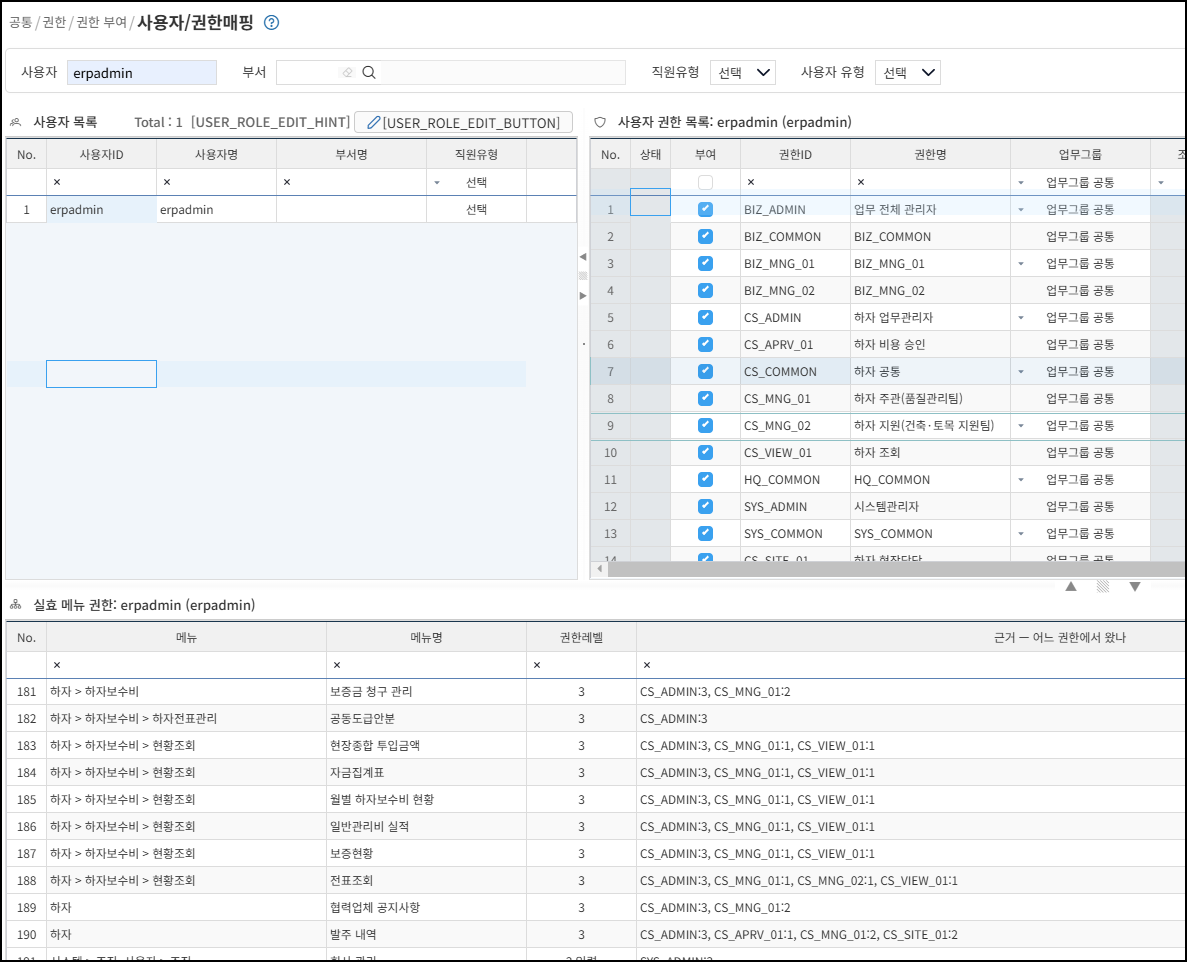 공통 / 권한 / 권한 부여 / 사용자/권한매핑 ?
사용자 erpadmin 부서 직원유형 선택 사용자 유형 선택
사용자 목록 Total : 1 [USER_ROLE_EDIT_HINT] [USER_ROLE_EDIT_BUTTON]
No. 사용자ID 사용자명 부서명 직원유형
× × × 선택
1 erpadmin erpadmin 선택
사용자 권한 목록: erpadmin (erpadmin)
No. 상태 부여 권한ID 권한명 업무그룹 조
× × 업무그룹 공통
1 BIZ_ADMIN 업무 전체 관리자 업무그룹 공통
2 BIZ_COMMON BIZ_COMMON 업무그룹 공통
3 BIZ_MNG_01 BIZ_MNG_01 업무그룹 공통
4 BIZ_MNG_02 BIZ_MNG_02 업무그룹 공통
5 CS_ADMIN 하자 업무관리자 업무그룹 공통
6 CS_APRV_01 하자 비용 승인 업무그룹 공통
7 CS_COMMON 하자 공통 업무그룹 공통
8 CS_MNG_01 하자 주관(품질관리팀) 업무그룹 공통
9 CS_MNG_02 하자 지원(건축·토목 지원팀) 업무그룹 공통
10 CS_VIEW_01 하자 조회 업무그룹 공통
11 HQ_COMMON HQ_COMMON 업무그룹 공통
12 SYS_ADMIN 시스템관리자 업무그룹 공통
13 SYS_COMMON SYS_COMMON 업무그룹 공통
14 CS_SITE_01 하자 현장담당 업무그룹 공통
실효 메뉴 권한: erpadmin (erpadmin)
No. 메뉴 메뉴명 권한레벨 근거 — 어느 권한에서 왔나
× × × ×
181 하자 > 하자보수비 보증금 청구 관리 3 CS_ADMIN:3, CS_MNG_01:2
182 하자 > 하자보수비 > 하자전표관리 공동도급안분 3 CS_ADMIN:3
183 하자 > 하자보수비 > 현황조회 현장종합 투입금액 3 CS_ADMIN:3, CS_MNG_01:1, CS_VIEW_01:1
184 하자 > 하자보수비 > 현황조회 자금집계표 3 CS_ADMIN:3, CS_MNG_01:1, CS_VIEW_01:1
185 하자 > 하자보수비 > 현황조회 월별 하자보수비 현황 3 CS_ADMIN:3, CS_MNG_01:1, CS_VIEW_01:1
186 하자 > 하자보수비 > 현황조회 일반관리비 실적 3 CS_ADMIN:3, CS_MNG_01:1, CS_VIEW_01:1
187 하자 > 하자보수비 > 현황조회 보증현황 3 CS_ADMIN:3, CS_MNG_01:1, CS_VIEW_01:1
188 하자 > 하자보수비 > 현황조회 전표조회 3 CS_ADMIN:3, CS_MNG_01:1, CS_MNG_02:1, CS_VIEW_01:1
189 하자 협력업체 공지사항 3 CS_ADMIN:3, CS_MNG_01:2
190 하자 발주 내역 3 CS_ADMIN:3, CS_APRV_01:1, CS_MNG_01:2, CS_SITE_01:2